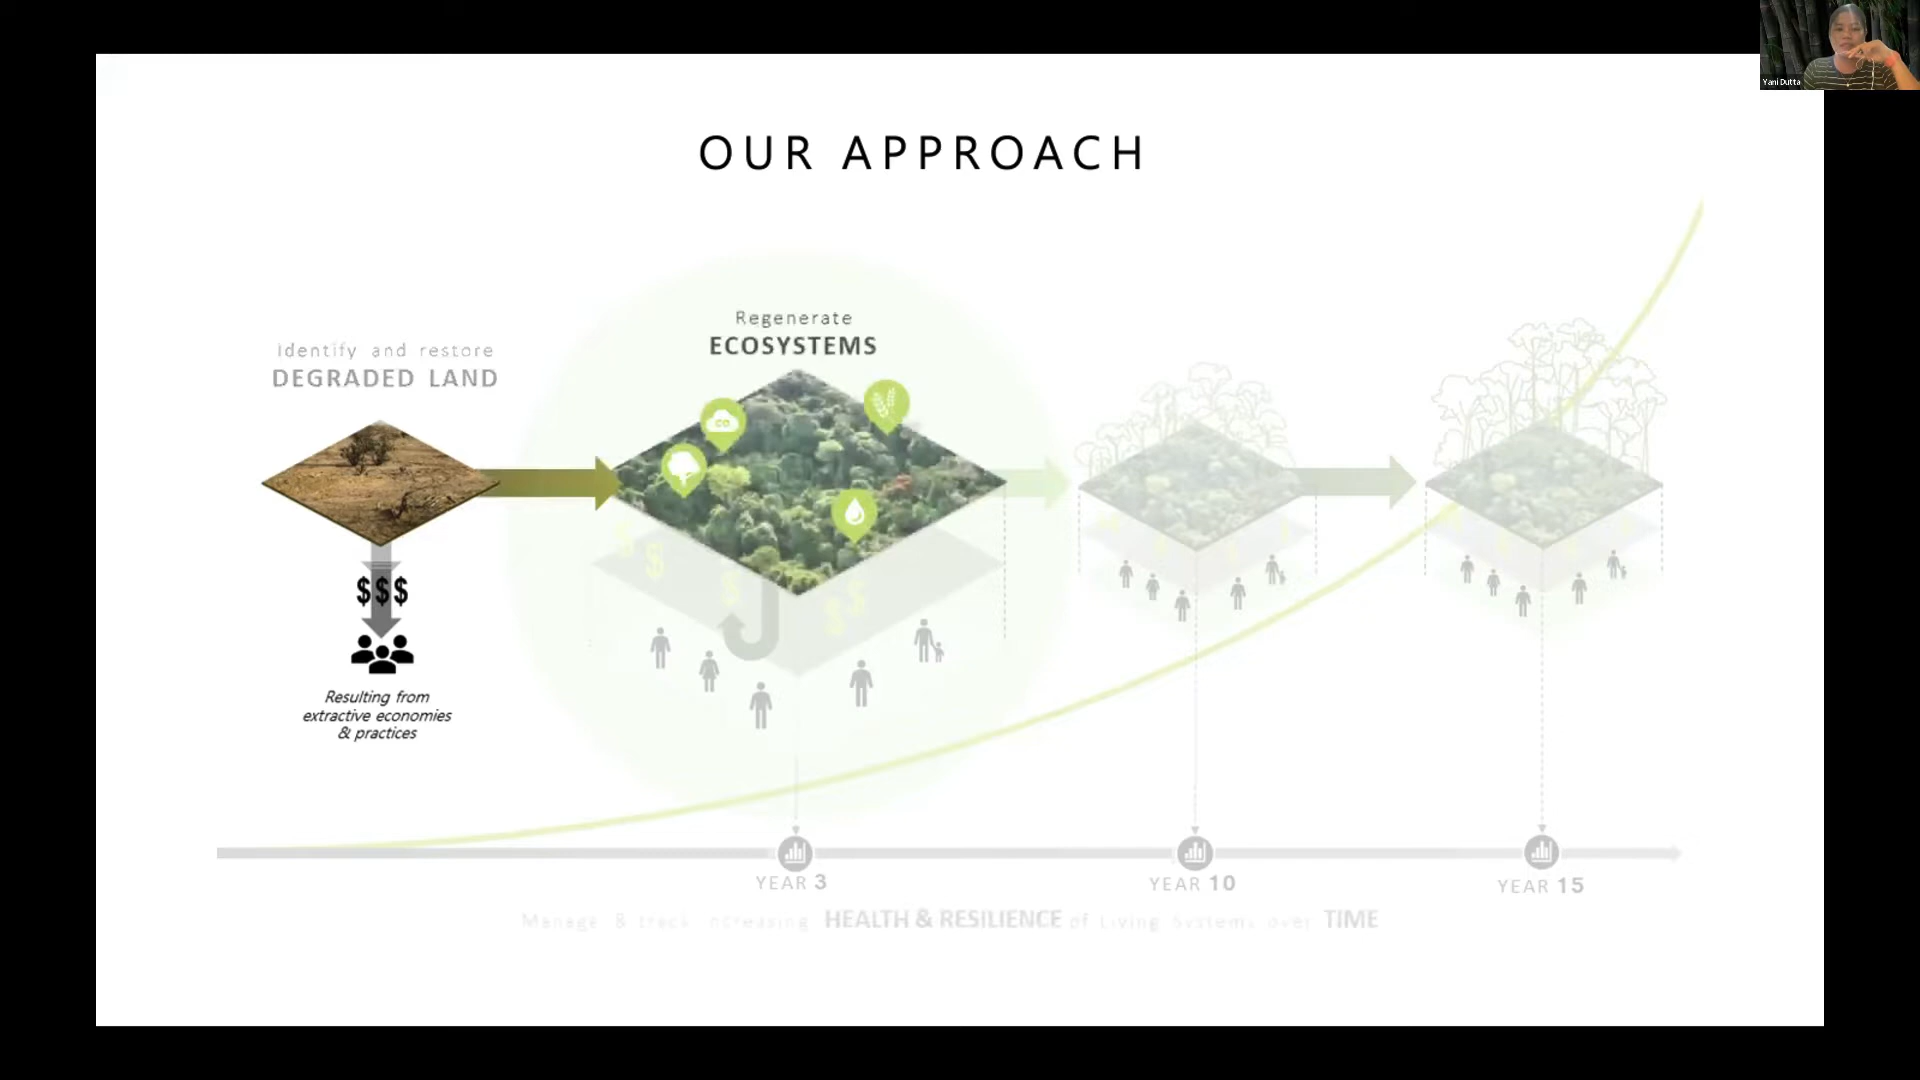 Yani Dutta
OUR APPROACH
Regenerate
ECOSYSTEMS
Identify and restore
DEGRADED LAND
CO₂
$ $ $ $ $
$$$
Resulting from
extractive economies
& practices
YEAR 3
YEAR 10
YEAR 15
Manage & track increasing HEALTH & RESILIENCE of Living Systems over TIME